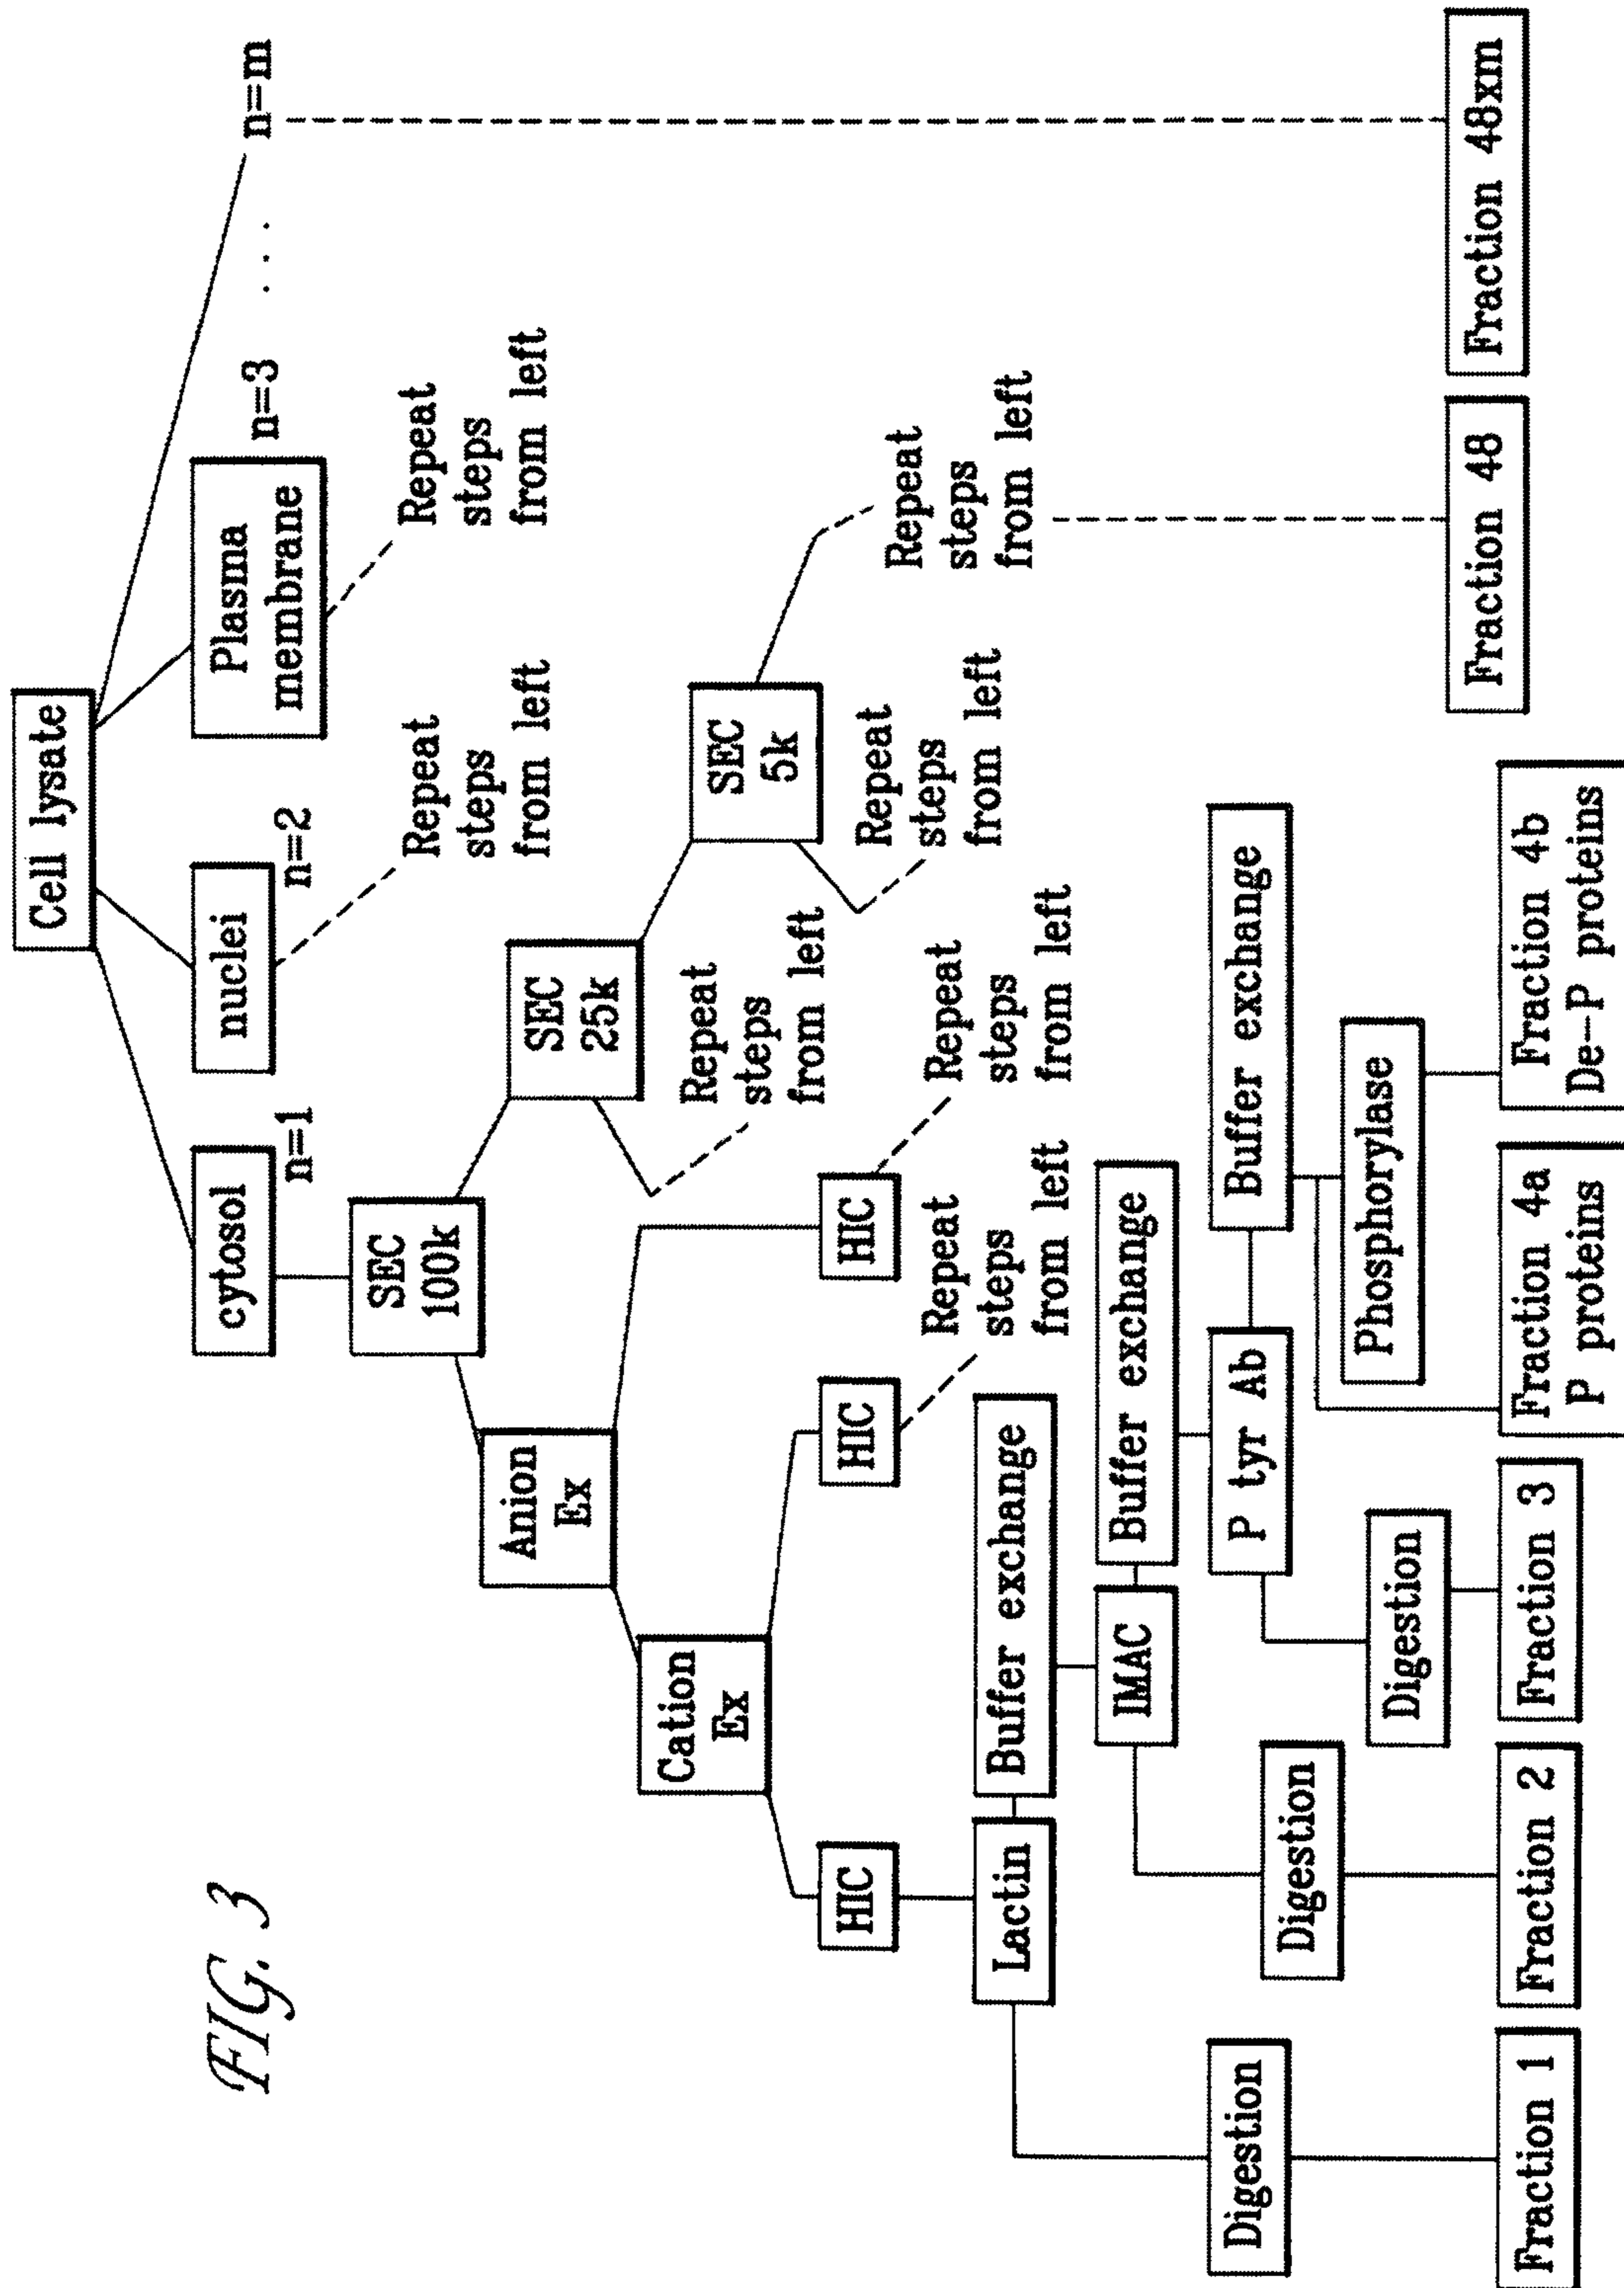 FIG. 3
Cell lysate
cytosol
n=1
nuclei
n=2
Plasma
membrane
n=3
. . .
n=m
Repeat
steps
from left
Repeat
steps
from left
SEC
100k
SEC
25k
Repeat
steps
from left
SEC
5k
Repeat
steps
from left
Repeat
steps
from left
Anion
Ex
Cation
Ex
HIC
HIC
Repeat
steps
from left
HIC
Repeat
steps
from left
Lactin
Buffer exchange
IMAC
Buffer exchange
P tyr Ab
Buffer exchange
Digestion
Digestion
Digestion
Phosphorylase
Fraction 1
Fraction 2
Fraction 3
Fraction 4a
P proteins
Fraction 4b
De-P proteins
Fraction 48
Fraction 48xm